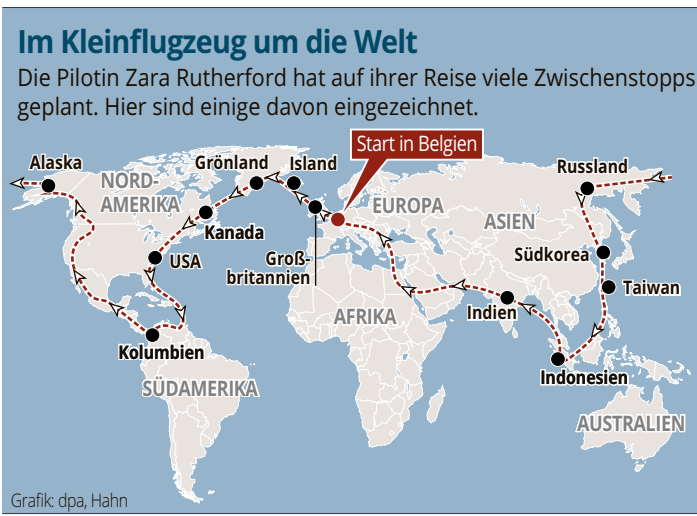 Im Kleinflugzeug um die Welt
Die Pilotin Zara Rutherford hat auf ihrer Reise viele Zwischenstopps
geplant. Hier sind einige davon eingezeichnet.
Start in Belgien
Alaska
Grönland
Island
Russland
NORD-
AMERIKA
EUROPA
ASIEN
Kanada
USA
Groß-
britannien
Südkorea
Taiwan
Indien
AFRIKA
Kolumbien
Indonesien
SÜDAMERIKA
AUSTRALIEN
Grafik: dpa, Hahn